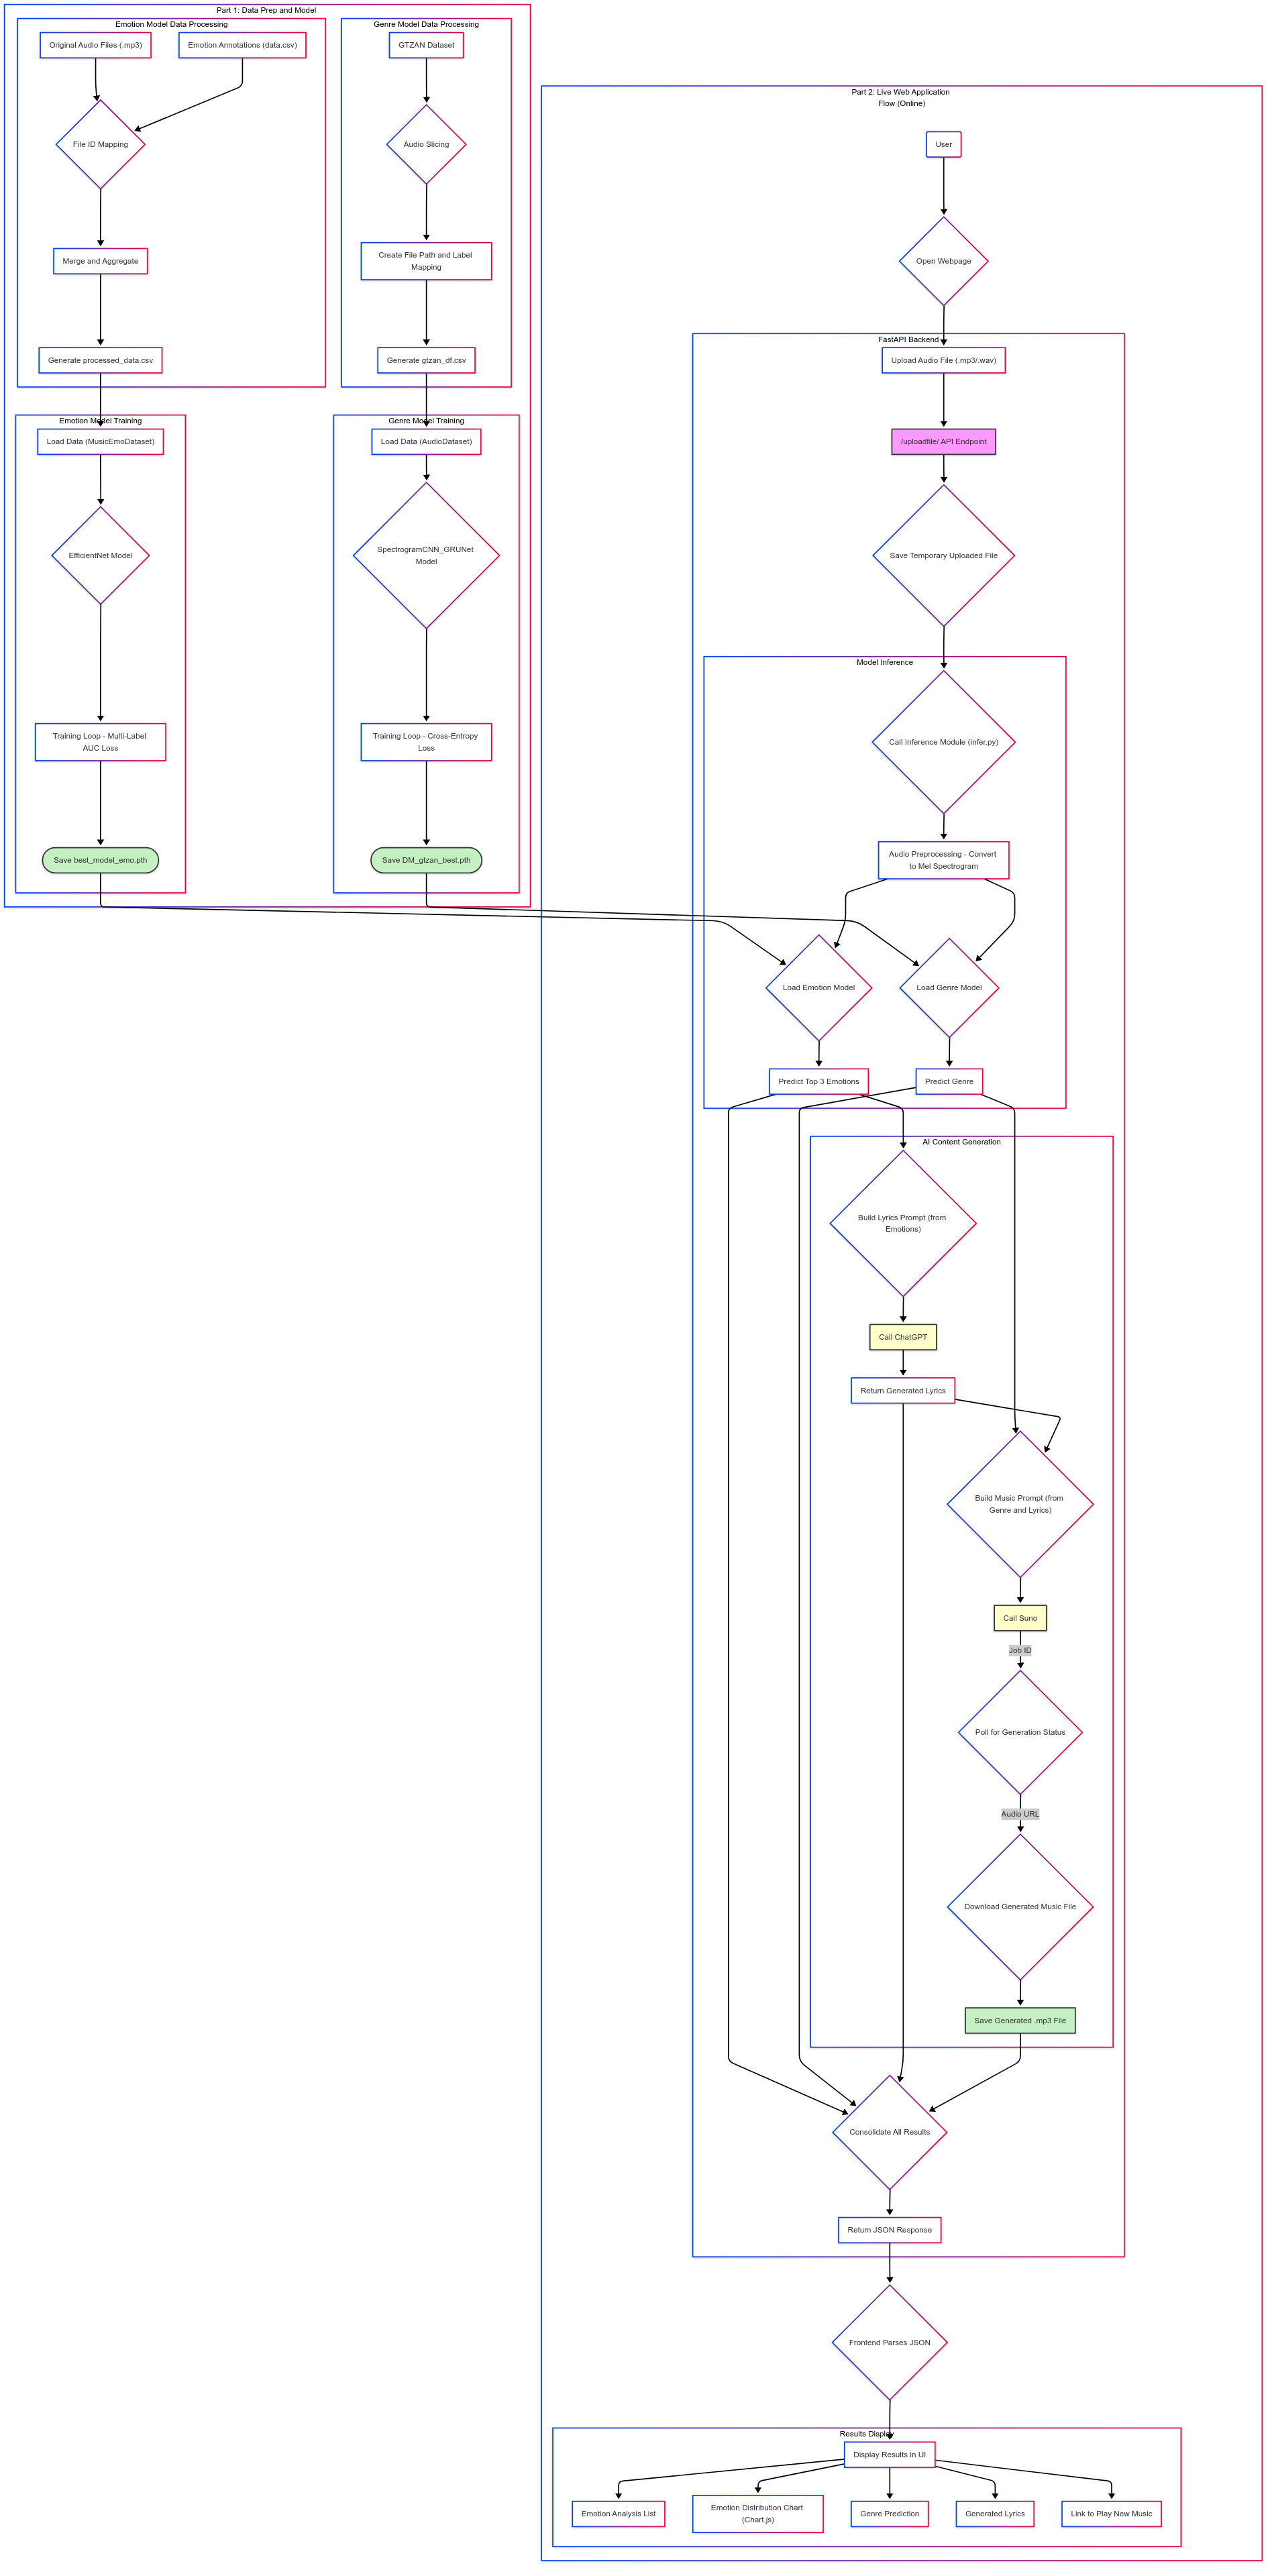 Part 1: Data Prep and Model
Emotion Model Data Processing
Original Audio Files (.mp3)
Emotion Annotations (data.csv)
File ID Mapping
Merge and Aggregate
Generate processed_data.csv
Genre Model Data Processing
GTZAN Dataset
Audio Slicing
Create File Path and Label
Mapping
Generate gtzan_df.csv
Emotion Model Training
Load Data (MusicEmoDataset)
EfficientNet Model
Training Loop - Multi-Label
AUC Loss
Save best_model_emo.pth
Genre Model Training
Load Data (AudioDataset)
SpectrogramCNN_GRUNet
Model
Training Loop - Cross-Entropy
Loss
Save DM_gtzan_best.pth
Part 2: Live Web Application
Flow (Online)
User
Open Webpage
FastAPI Backend
Upload Audio File (.mp3/.wav)
/uploadfile/ API Endpoint
Save Temporary Uploaded File
Model Inference
Call Inference Module (infer.py)
Audio Preprocessing - Convert
to Mel Spectrogram
Load Emotion Model
Load Genre Model
Predict Top 3 Emotions
Predict Genre
AI Content Generation
Build Lyrics Prompt (from
Emotions)
Call ChatGPT
Return Generated Lyrics
Build Music Prompt (from
Genre and Lyrics)
Call Suno
Job ID
Poll for Generation Status
Audio URL
Download Generated Music File
Save Generated .mp3 File
Consolidate All Results
Return JSON Response
Frontend Parses JSON
Results Display
Display Results in UI
Emotion Analysis List
Emotion Distribution Chart
(Chart.js)
Genre Prediction
Generated Lyrics
Link to Play New Music